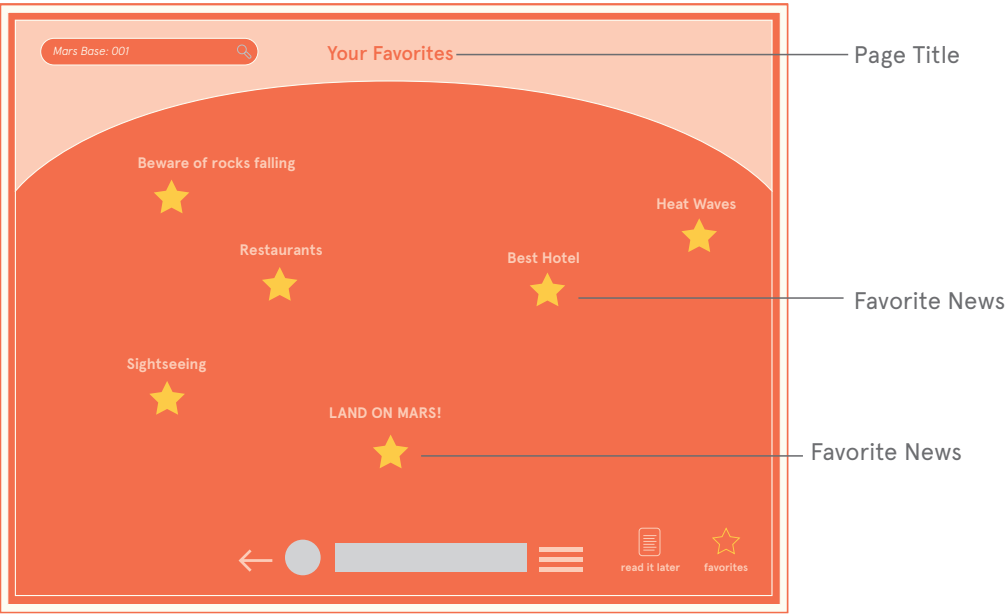 Mars Base: 001
Your Favorites
Page Title
Beware of rocks falling
Heat Waves
Restaurants
Best Hotel
Favorite News
Sightseeing
LAND ON MARS!
Favorite News
read it later
favorites